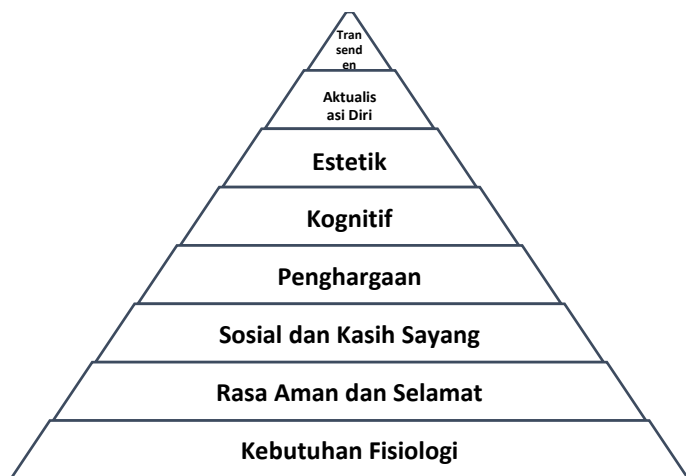 Tran
send
en
Aktualis
asi Diri
Estetik
Kognitif
Penghargaan
Sosial dan Kasih Sayang
Rasa Aman dan Selamat
Kebutuhan Fisiologi